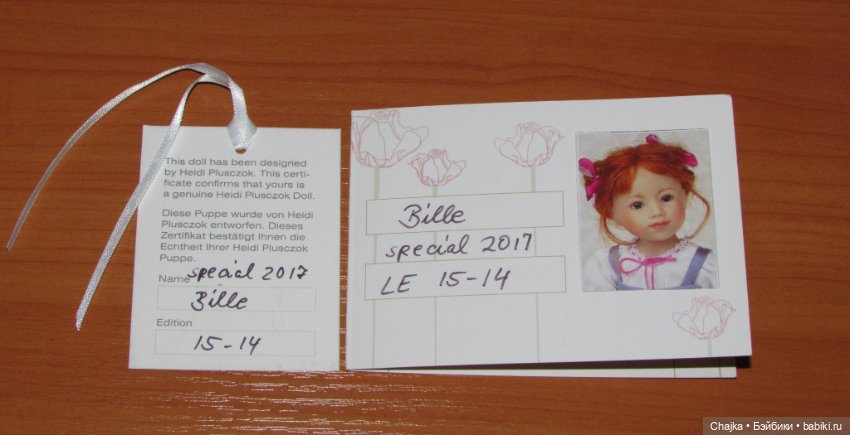 This doll has been designed
by Heidi Plusczok. This certi-
ficate confirms that yours is
a genuine Heidi Plusczok Doll.
Diese Puppe wurde von Heidi
Plusczok entworfen. Dieses
Zertifikat bestätigt Ihnen die
Echtheit Ihrer Heidi Plusczok
Puppe.
Name special 2017
Bille
Edition
15-14
Bille
special 2017
LE 15-14
Chajka • Бэйбики • babiki.ru